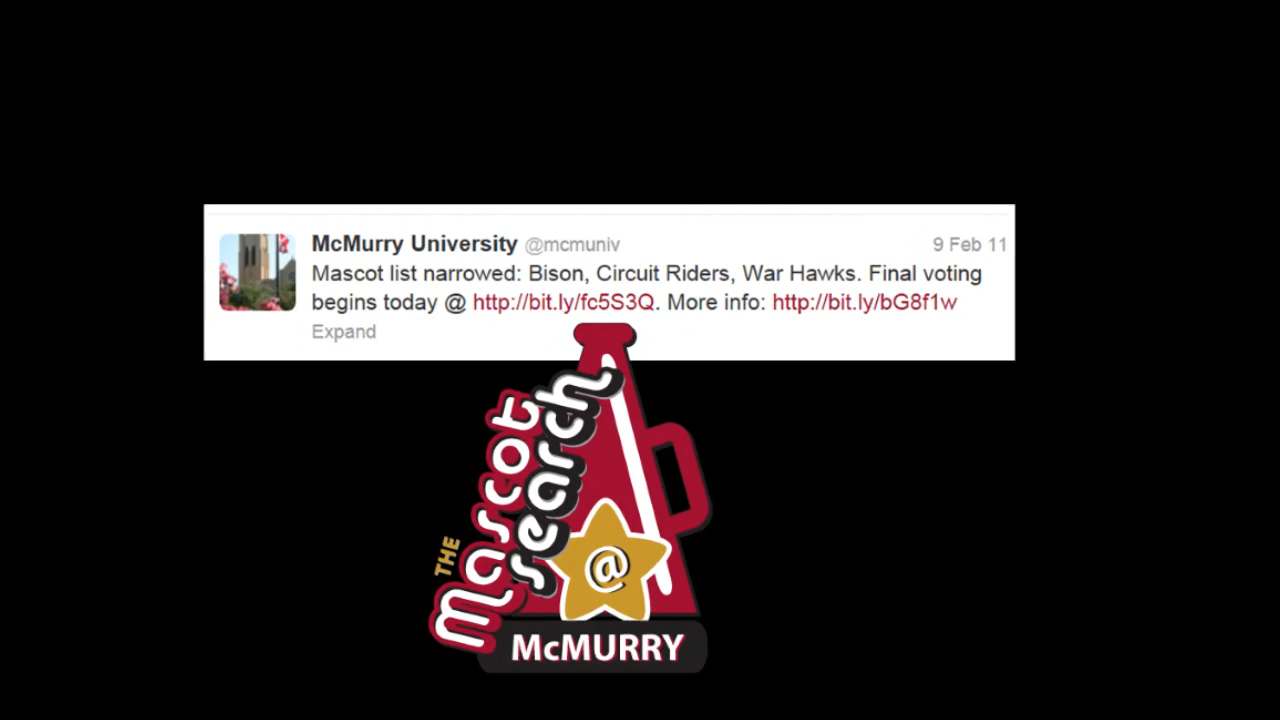 McMurry University @mcmuniv 9 Feb 11
Mascot list narrowed: Bison, Circuit Riders, War Hawks. Final voting
begins today @ http://bit.ly/fc5S3Q. More info: http://bit.ly/bG8f1w
Expand
THE
Mascot
search
@
McMURRY